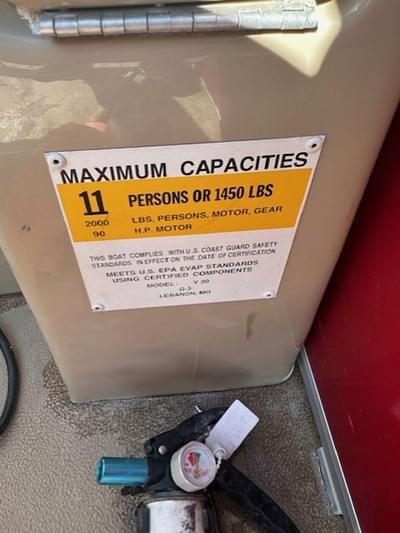 MAXIMUM CAPACITIES
11 PERSONS OR 1450 LBS
2000 LBS. PERSONS, MOTOR, GEAR
90 H.P. MOTOR
THIS BOAT COMPLIES WITH U.S. COAST GUARD SAFETY
STANDARDS IN EFFECT ON THE DATE OF CERTIFICATION
MEETS U.S. EPA EVAP STANDARDS
USING CERTIFIED COMPONENTS
MODEL: V 20
G-3
LEBANON, MO